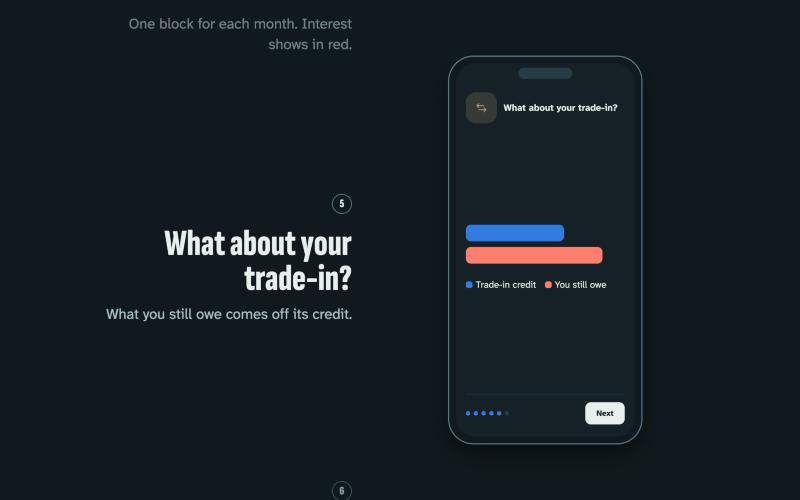 One block for each month. Interest
shows in red.
5
What about your
trade-in?
What you still owe comes off its credit.
6
What about your trade-in?
Trade-in credit
You still owe
Next